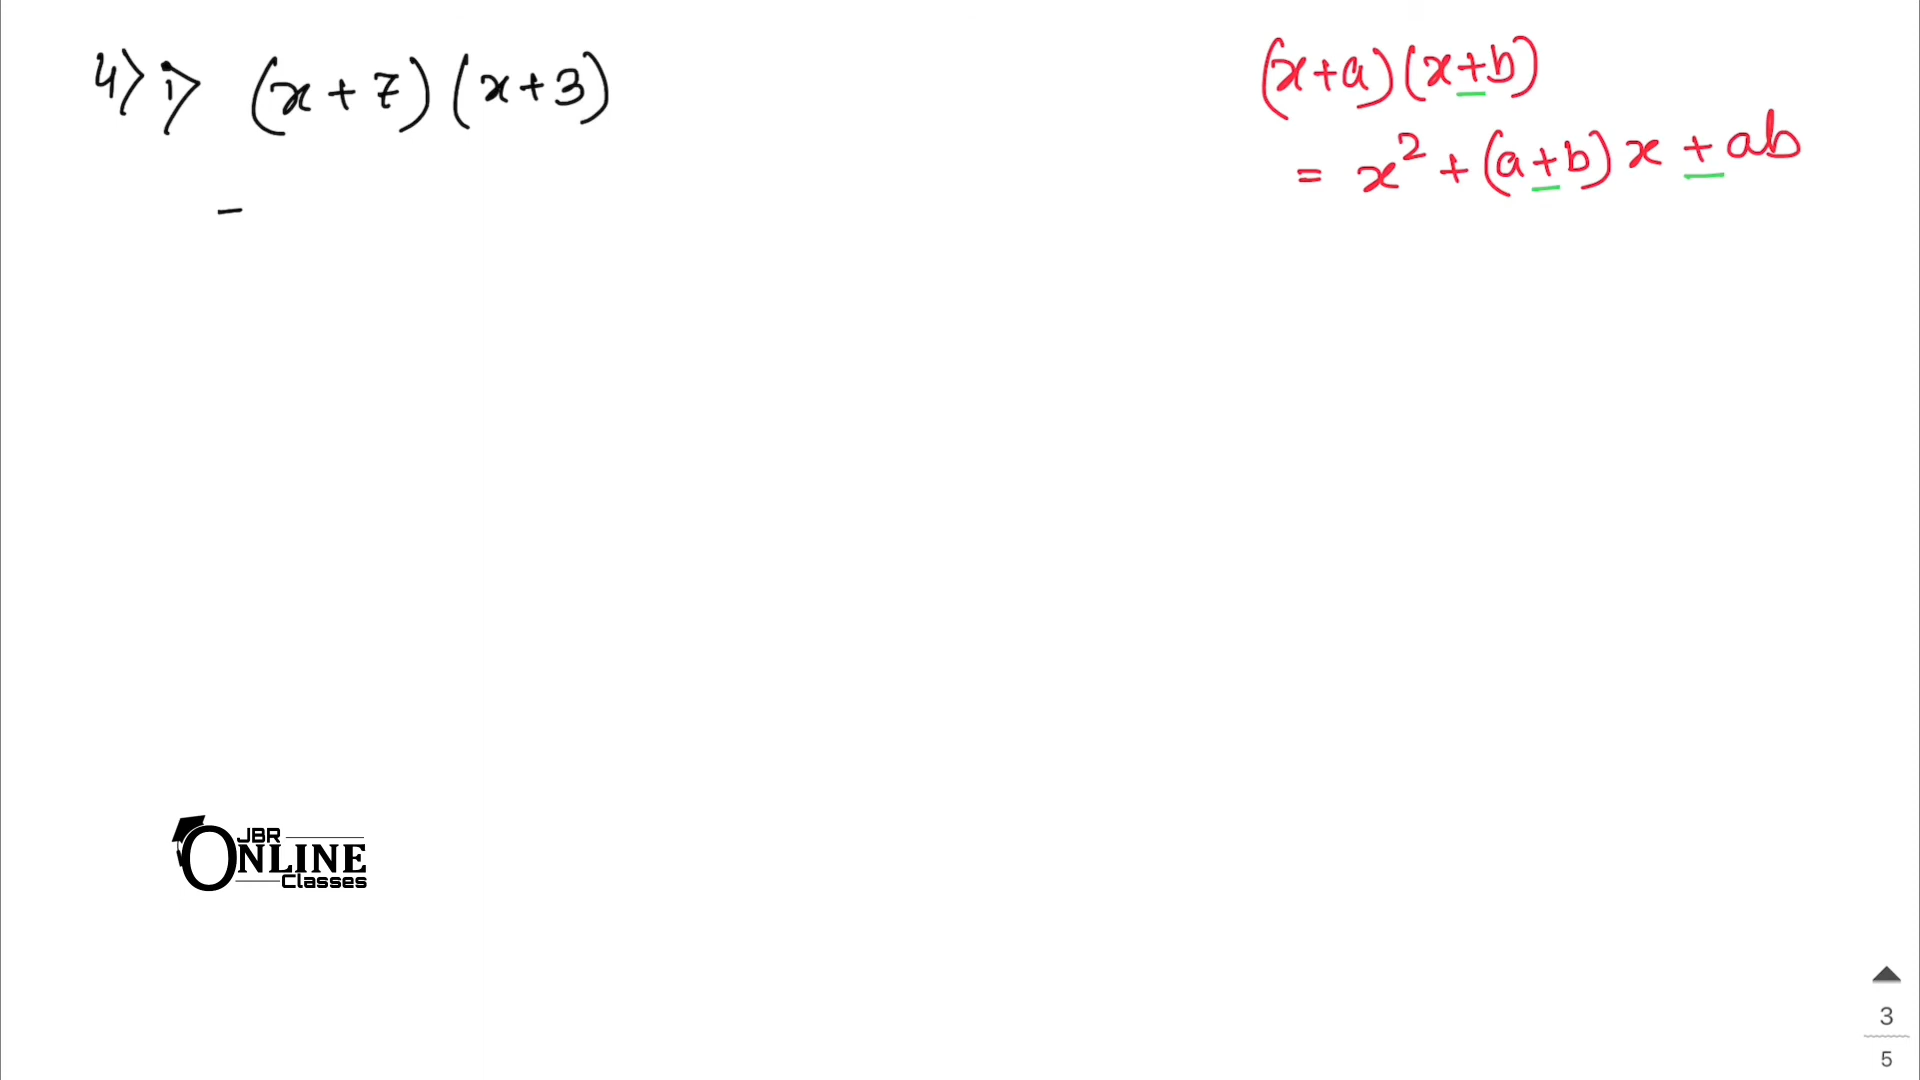 4> i> (x+7)(x+3)
(x+a)(x+b)
= x² + (a+b)x + ab
-
JBR
ONLINE
Classes
3
5